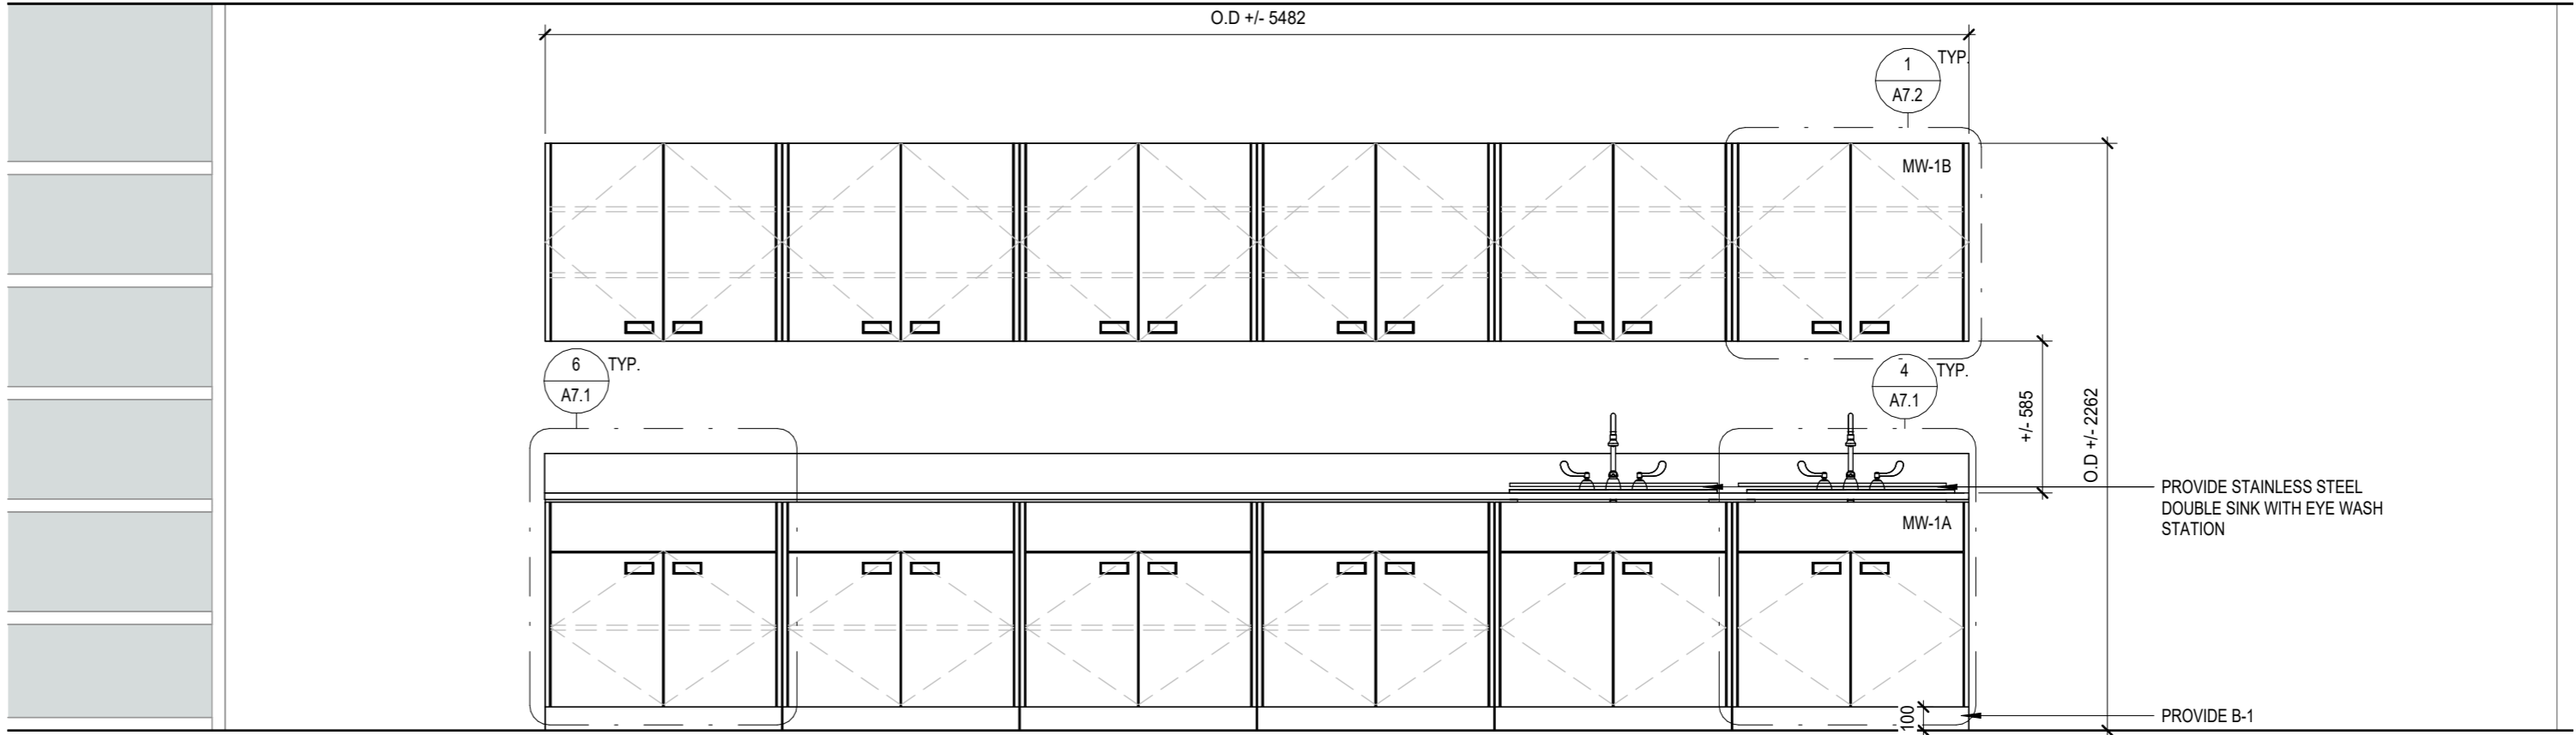 O.D +/- 5482
1
A7.2
TYP.
MW-1B
6
A7.1
TYP.
4
A7.1
TYP.
+/- 585
O.D +/- 2262
PROVIDE STAINLESS STEEL
DOUBLE SINK WITH EYE WASH
STATION
MW-1A
100
PROVIDE B-1